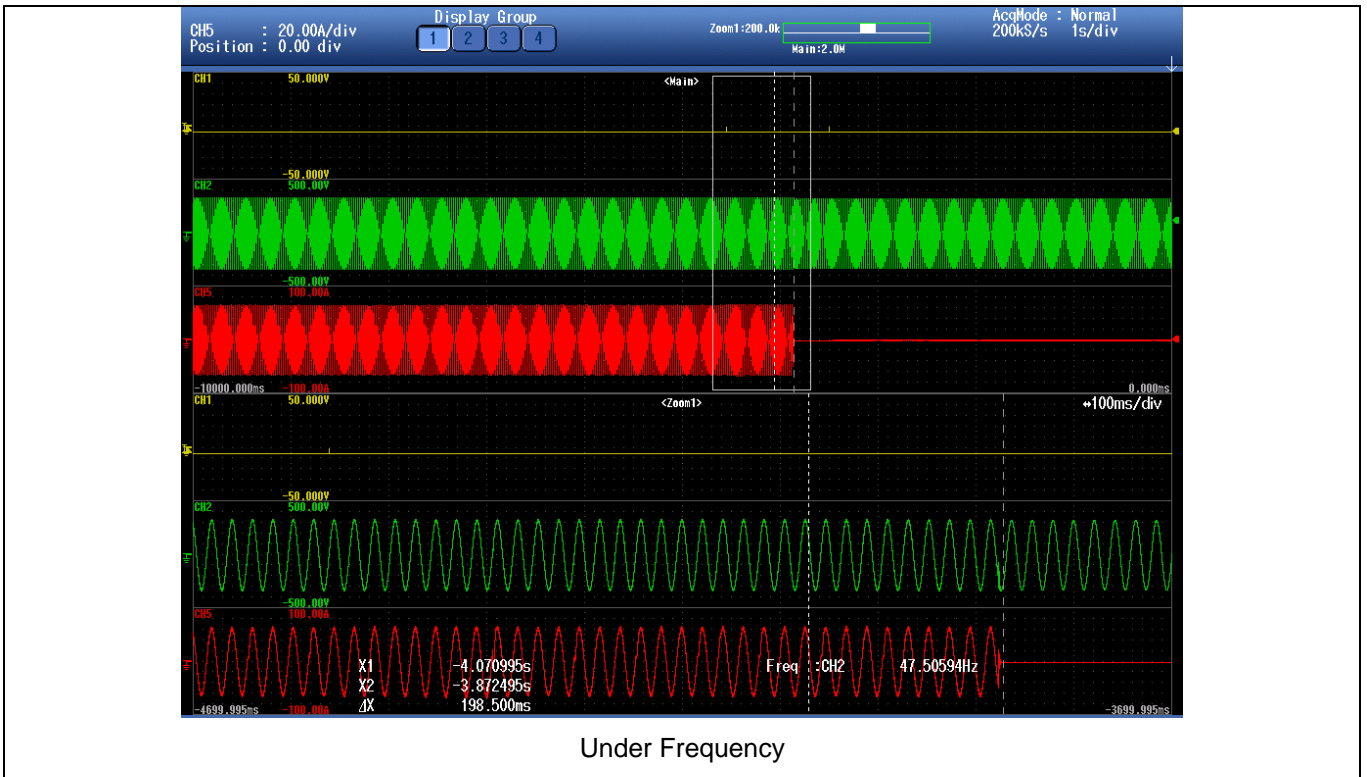 CH5 : 20.00A/div
Position : 0.00 div
Display Group
1 2 3 4
Zoom1:200.0k
Main:2.0M
AcqMode : Normal
200kS/s 1s/div
CH1 50.000V
<Main>
-50.000V
CH2 500.00V
-500.00V
CH5 100.00A
-10000.000ms -100.00A 0.000ms
CH1 50.000V
<Zoom1>
↔100ms/div
-50.000V
CH2 500.00V
-500.00V
CH5 100.00A
X1 -4.070995s
Freq :CH2 47.50594Hz
X2 -3.872495s
⊿X 198.500ms
-4699.995ms -100.00A -3699.995ms
Under Frequency